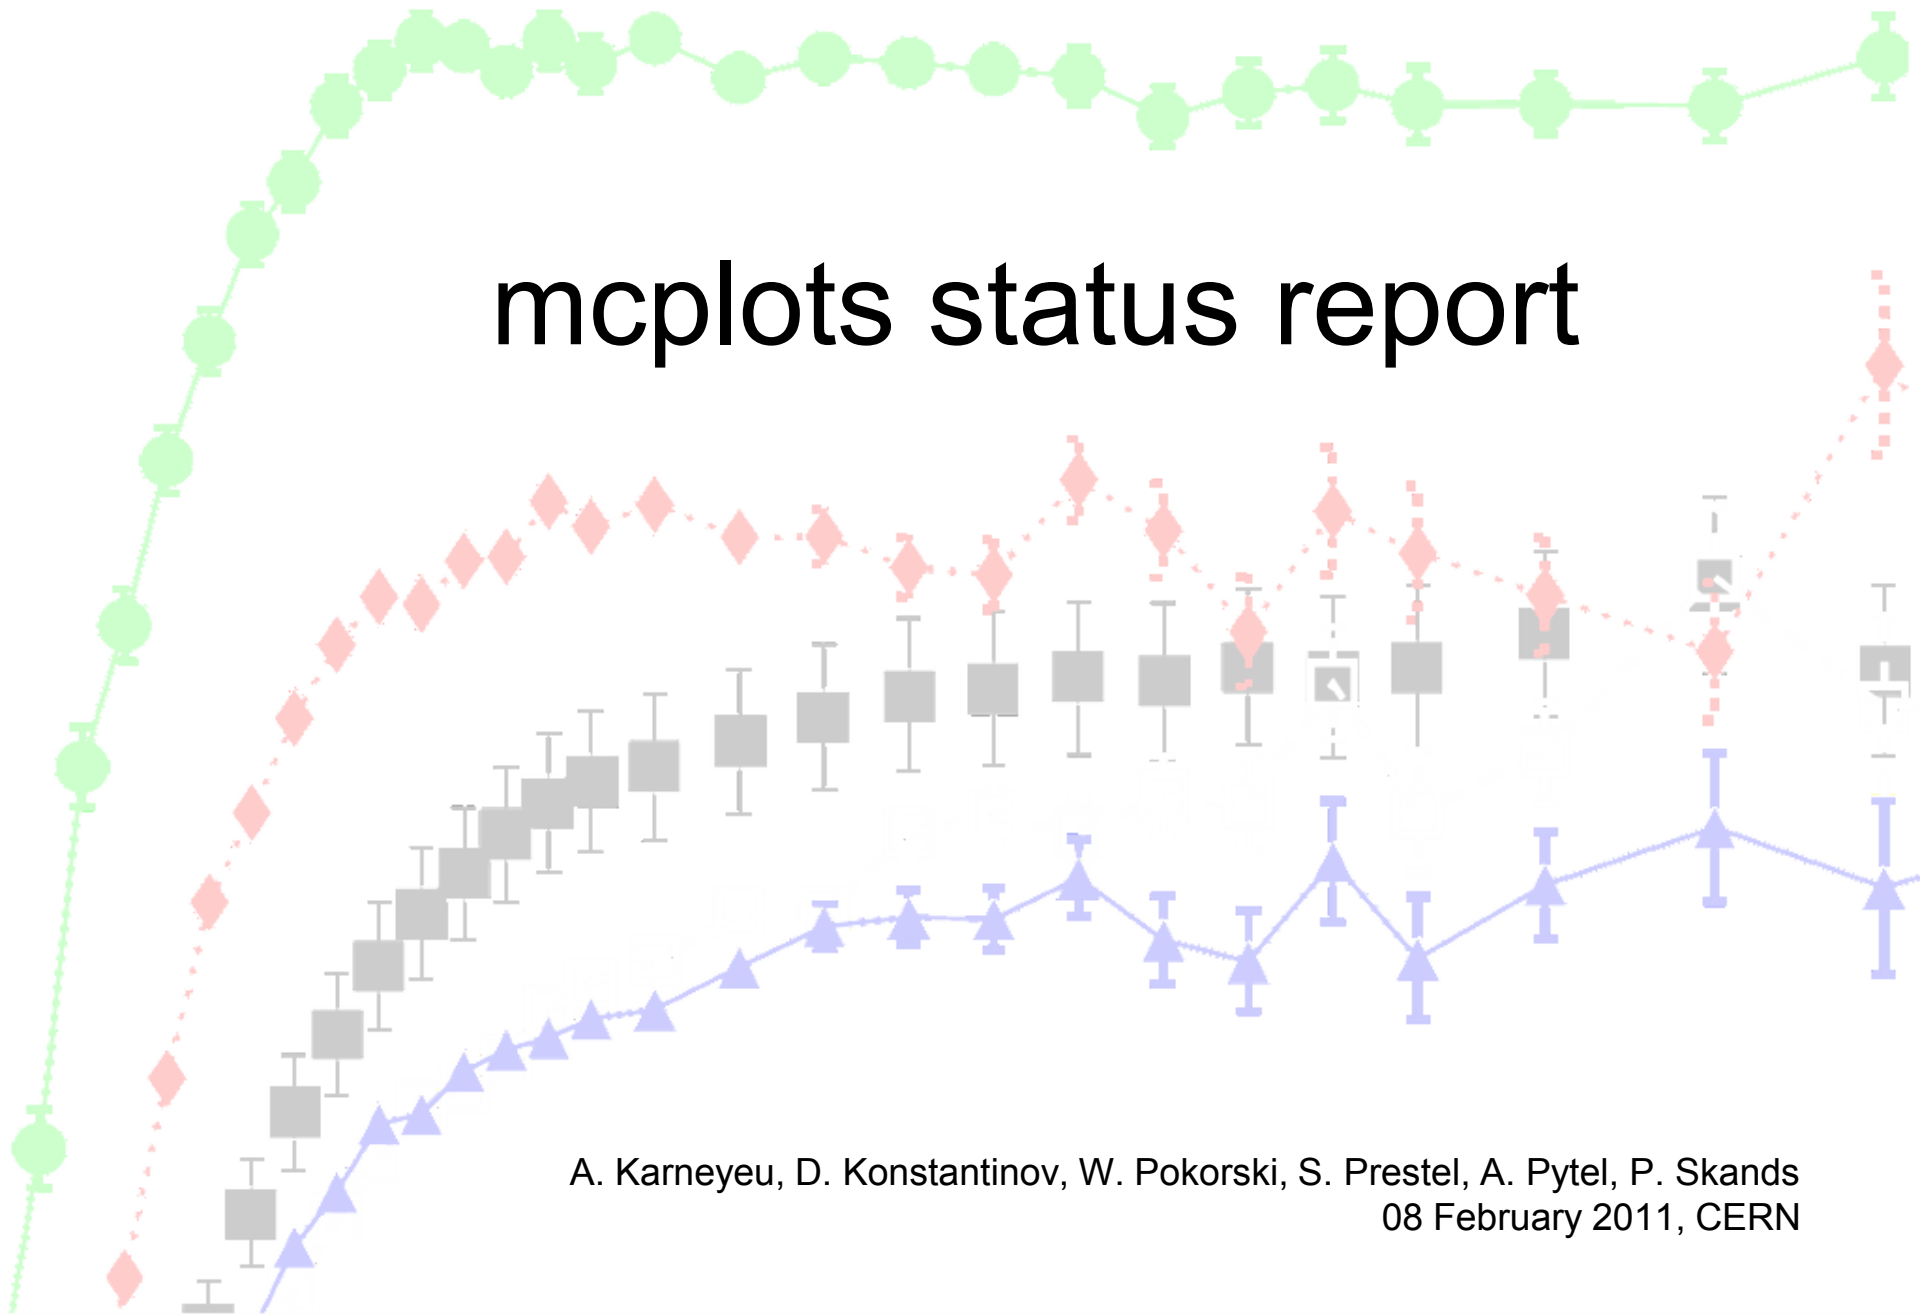 mcplots status report
A. Karneyeu, D. Konstantinov, W. Pokorski, S. Prestel, A. Pytel, P. Skands
08 February 2011, CERN